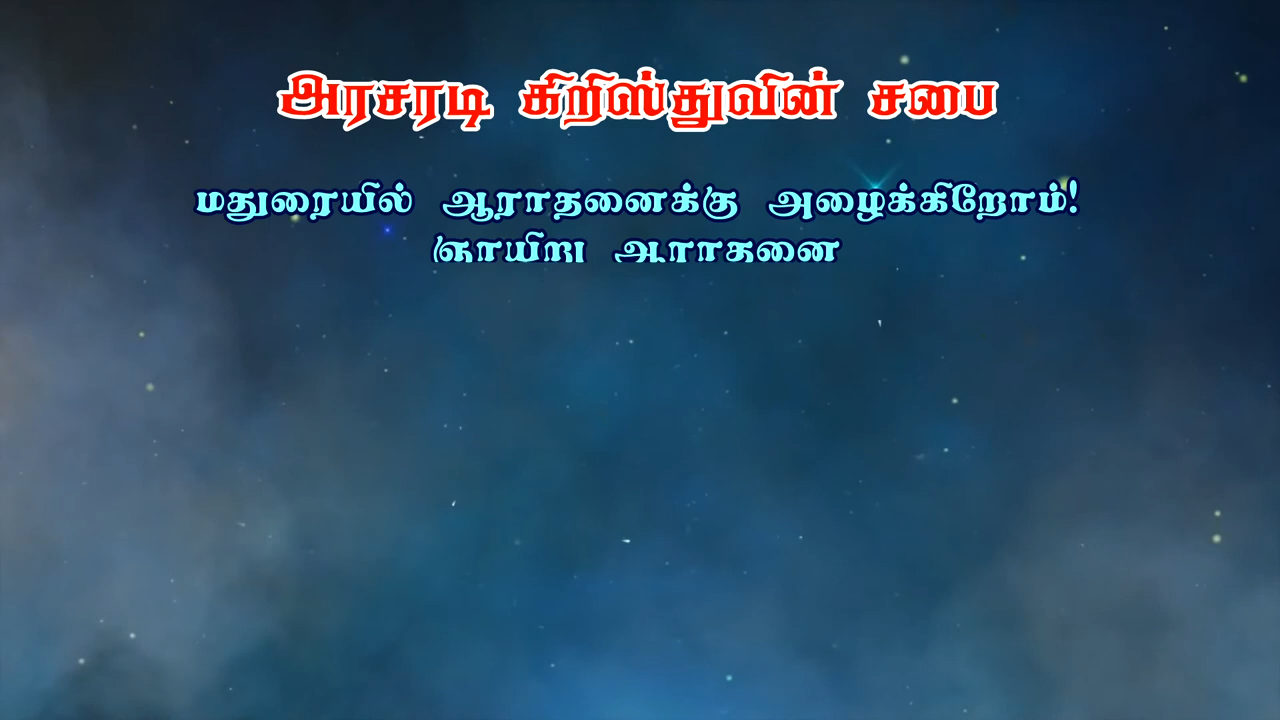 அரசரடி கிறிஸ்துவின் சபை
மதுரையில் ஆராதனைக்கு அழைக்கிறோம்!
ஞாயிறு ஆராதனை